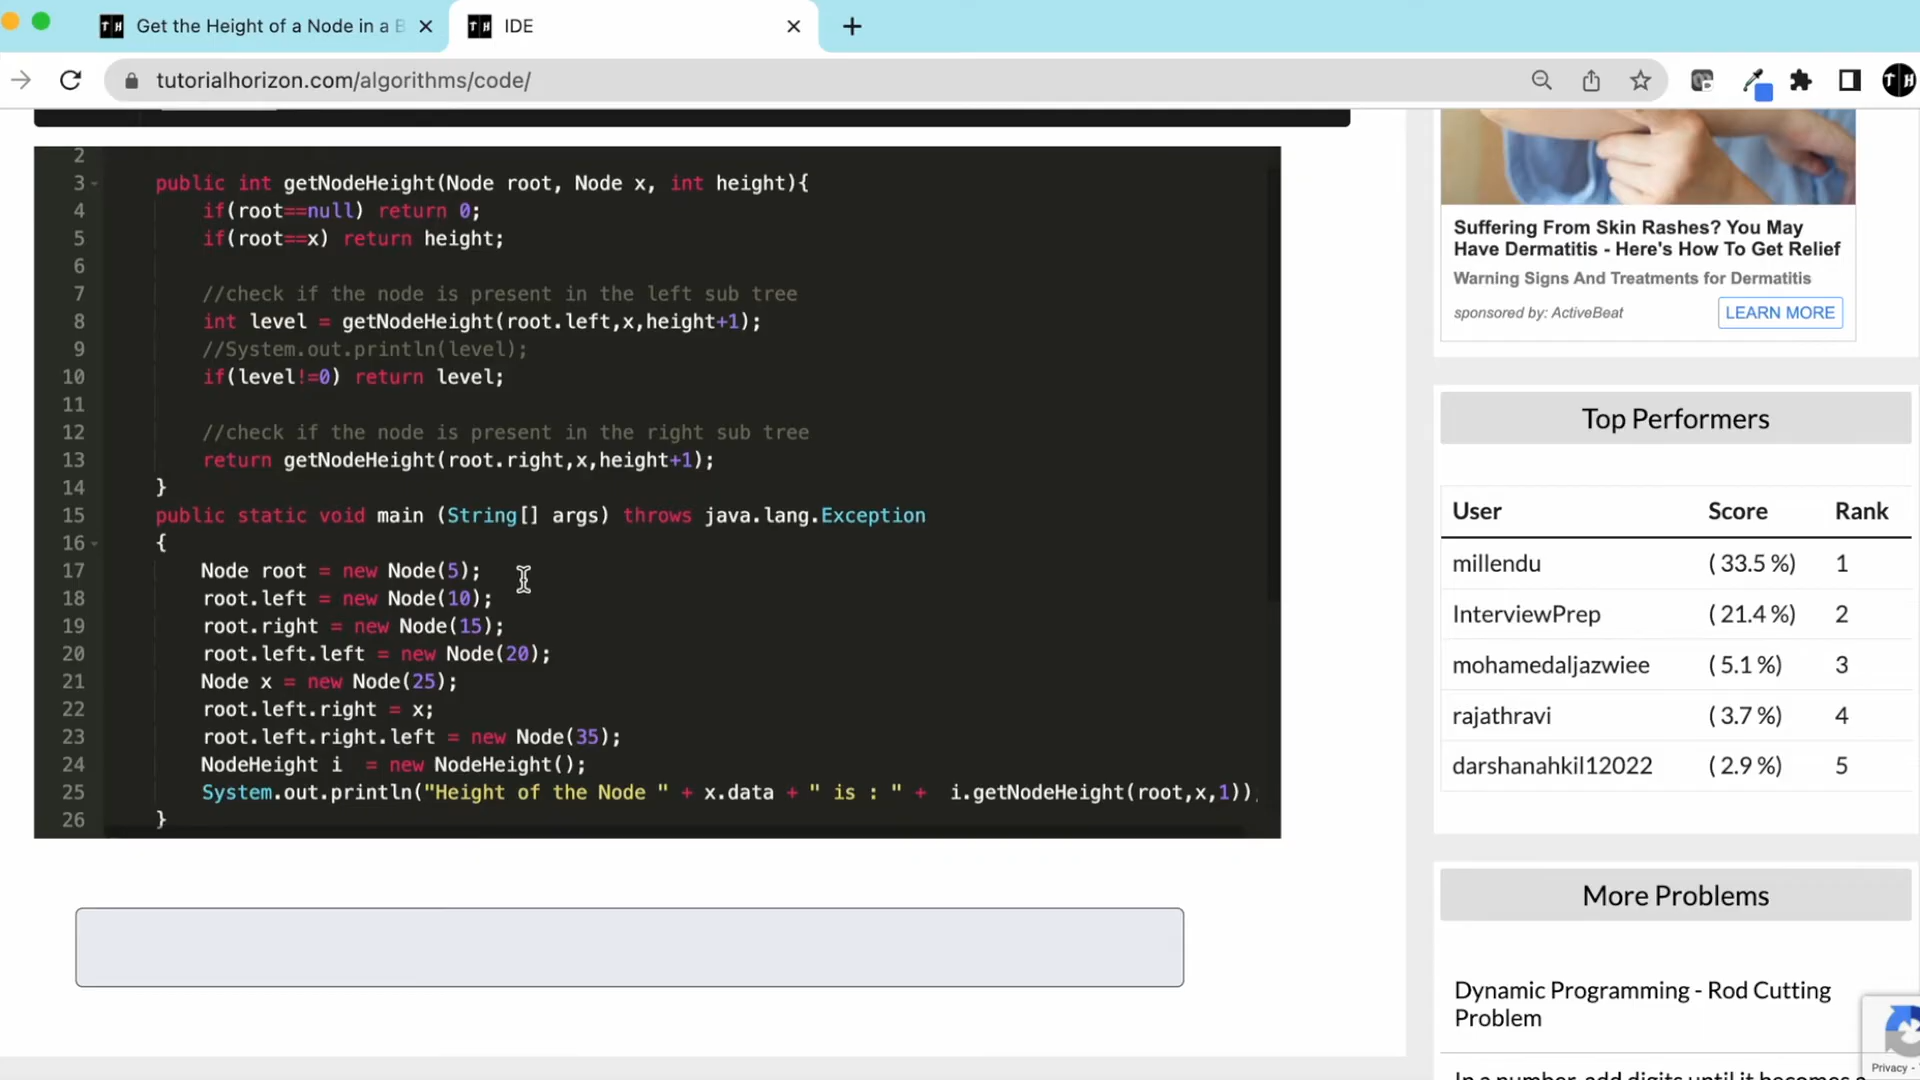 TH Get the Height of a Node in a B
TH IDE
tutorialhorizon.com/algorithms/code/
TH
2
3 public int getNodeHeight(Node root, Node x, int height){
4 if(root==null) return 0;
5 if(root==x) return height;
6
7 //check if the node is present in the left sub tree
8 int level = getNodeHeight(root.left,x,height+1);
9 //System.out.println(level);
10 if(level!=0) return level;
11
12 //check if the node is present in the right sub tree
13 return getNodeHeight(root.right,x,height+1);
14 }
15 public static void main (String[] args) throws java.lang.Exception
16 {
17 Node root = new Node(5);
18 root.left = new Node(10);
19 root.right = new Node(15);
20 root.left.left = new Node(20);
21 Node x = new Node(25);
22 root.left.right = x;
23 root.left.right.left = new Node(35);
24 NodeHeight i  = new NodeHeight();
25 System.out.println("Height of the Node " + x.data + " is : " +  i.getNodeHeight(root,x,1))
26 }
Suffering From Skin Rashes? You May
Have Dermatitis - Here's How To Get Relief
Warning Signs And Treatments for Dermatitis
sponsored by: ActiveBeat
LEARN MORE
Top Performers
User Score Rank
millendu ( 33.5 %) 1
InterviewPrep ( 21.4 %) 2
mohamedaljazwiee ( 5.1 %) 3
rajathravi ( 3.7 %) 4
darshanahkil12022 ( 2.9 %) 5
More Problems
Dynamic Programming - Rod Cutting
Problem
In a number, add digits until it becomes a
Privacy -